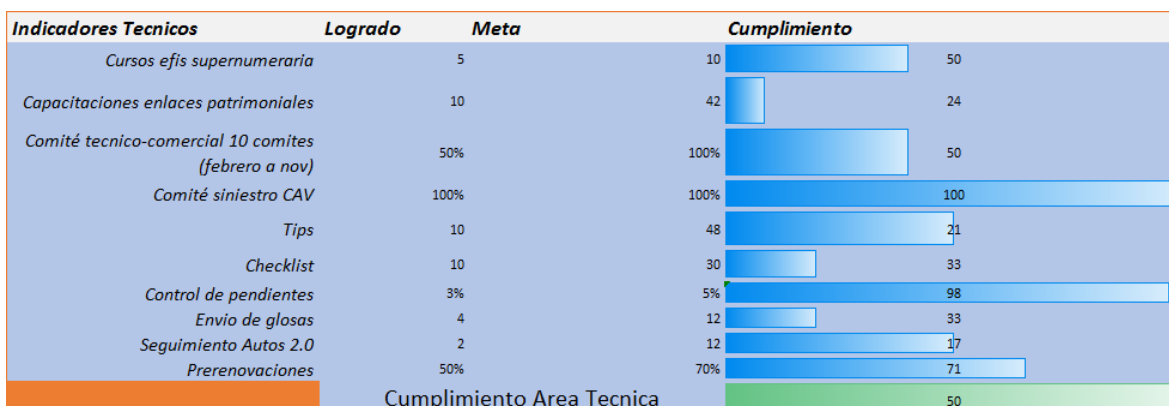 Indicadores Tecnicos Logrado Meta Cumplimiento
Cursos efis supernumeraria 5 10 50
Capacitaciones enlaces patrimoniales 10 42 24
Comité tecnico-comercial 10 comites
(febrero a nov) 50% 100% 50
Comité siniestro CAV 100% 100% 100
Tips 10 48 21
Checklist 10 30 33
Control de pendientes 3% 5% 98
Envio de glosas 4 12 33
Seguimiento Autos 2.0 2 12 17
Prerenovaciones 50% 70% 71
Cumplimiento Area Tecnica 50